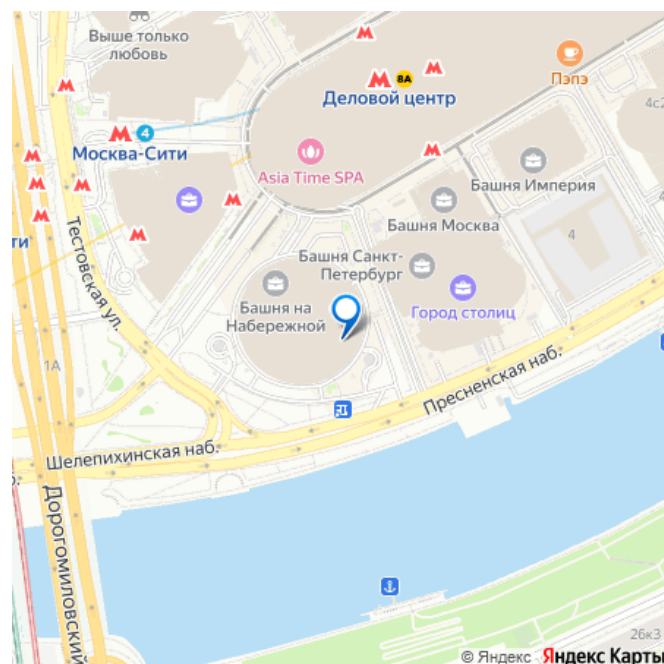 Выше только
любовь
Пэпэ
8А
Деловой центр
4с2
4
Москва-Сити
Asia Time SPA
Башня Империя
Башня Москва
4
ти
Тестовская ул.
Башня Санкт-
Петербург
Башня на
Набережной
Город столиц
1А
Пресненская наб.
Шелепихинская наб.
б.
Дорогомиловский
26к3
© Яндекс Яндекс Карты